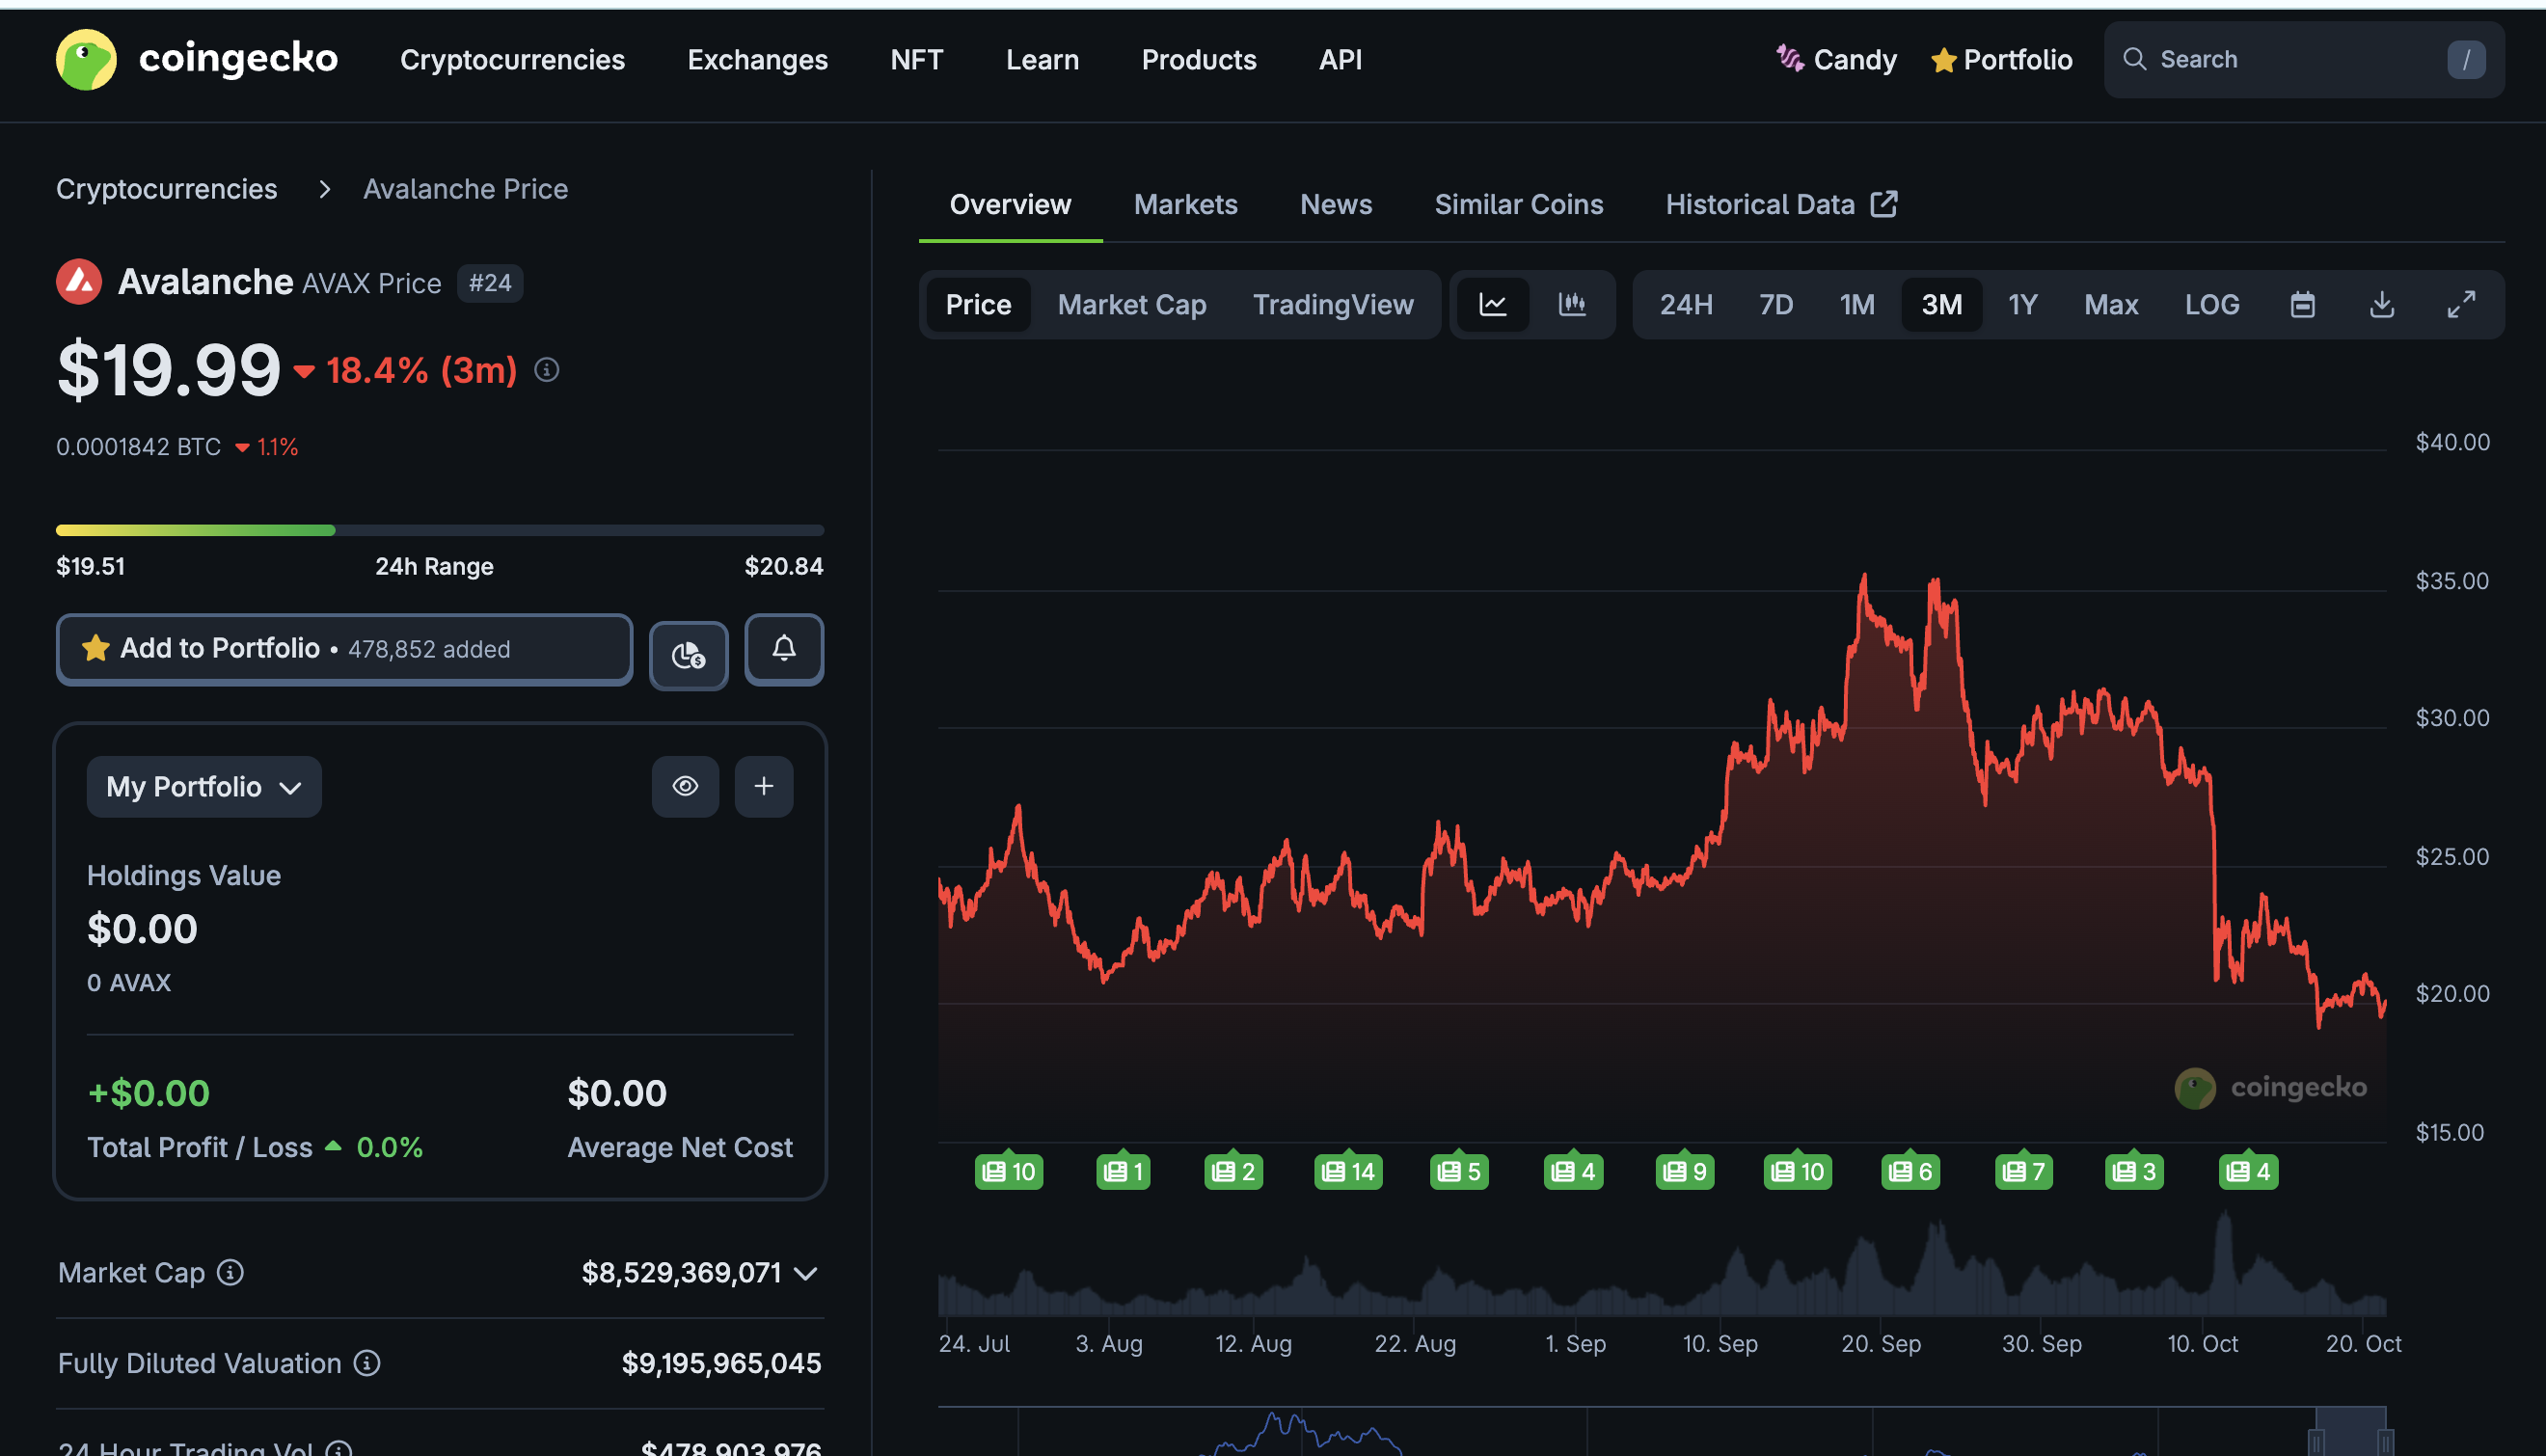 coingecko
Cryptocurrencies Exchanges NFT Learn Products API
Candy Portfolio Search /
Cryptocurrencies > Avalanche Price
Avalanche AVAX Price #24
$19.99 18.4% (3m)
0.0001842 BTC 1.1%
$19.51 24h Range $20.84
Add to Portfolio • 478,852 added
My Portfolio
Holdings Value
$0.00
0 AVAX
+$0.00 $0.00
Total Profit / Loss 0.0% Average Net Cost
Market Cap $8,529,369,071
Fully Diluted Valuation $9,195,965,045
24 Hour Trading Vol $478,903,976
Overview Markets News Similar Coins Historical Data
Price Market Cap TradingView
24H 7D 1M 3M 1Y Max LOG
$40.00
$35.00
$30.00
$25.00
$20.00
coingecko
$15.00
10 1 2 14 5 4 9 10 6 7 3 4
24. Jul 3. Aug 12. Aug 22. Aug 1. Sep 10. Sep 20. Sep 30. Sep 10. Oct 20. Oct